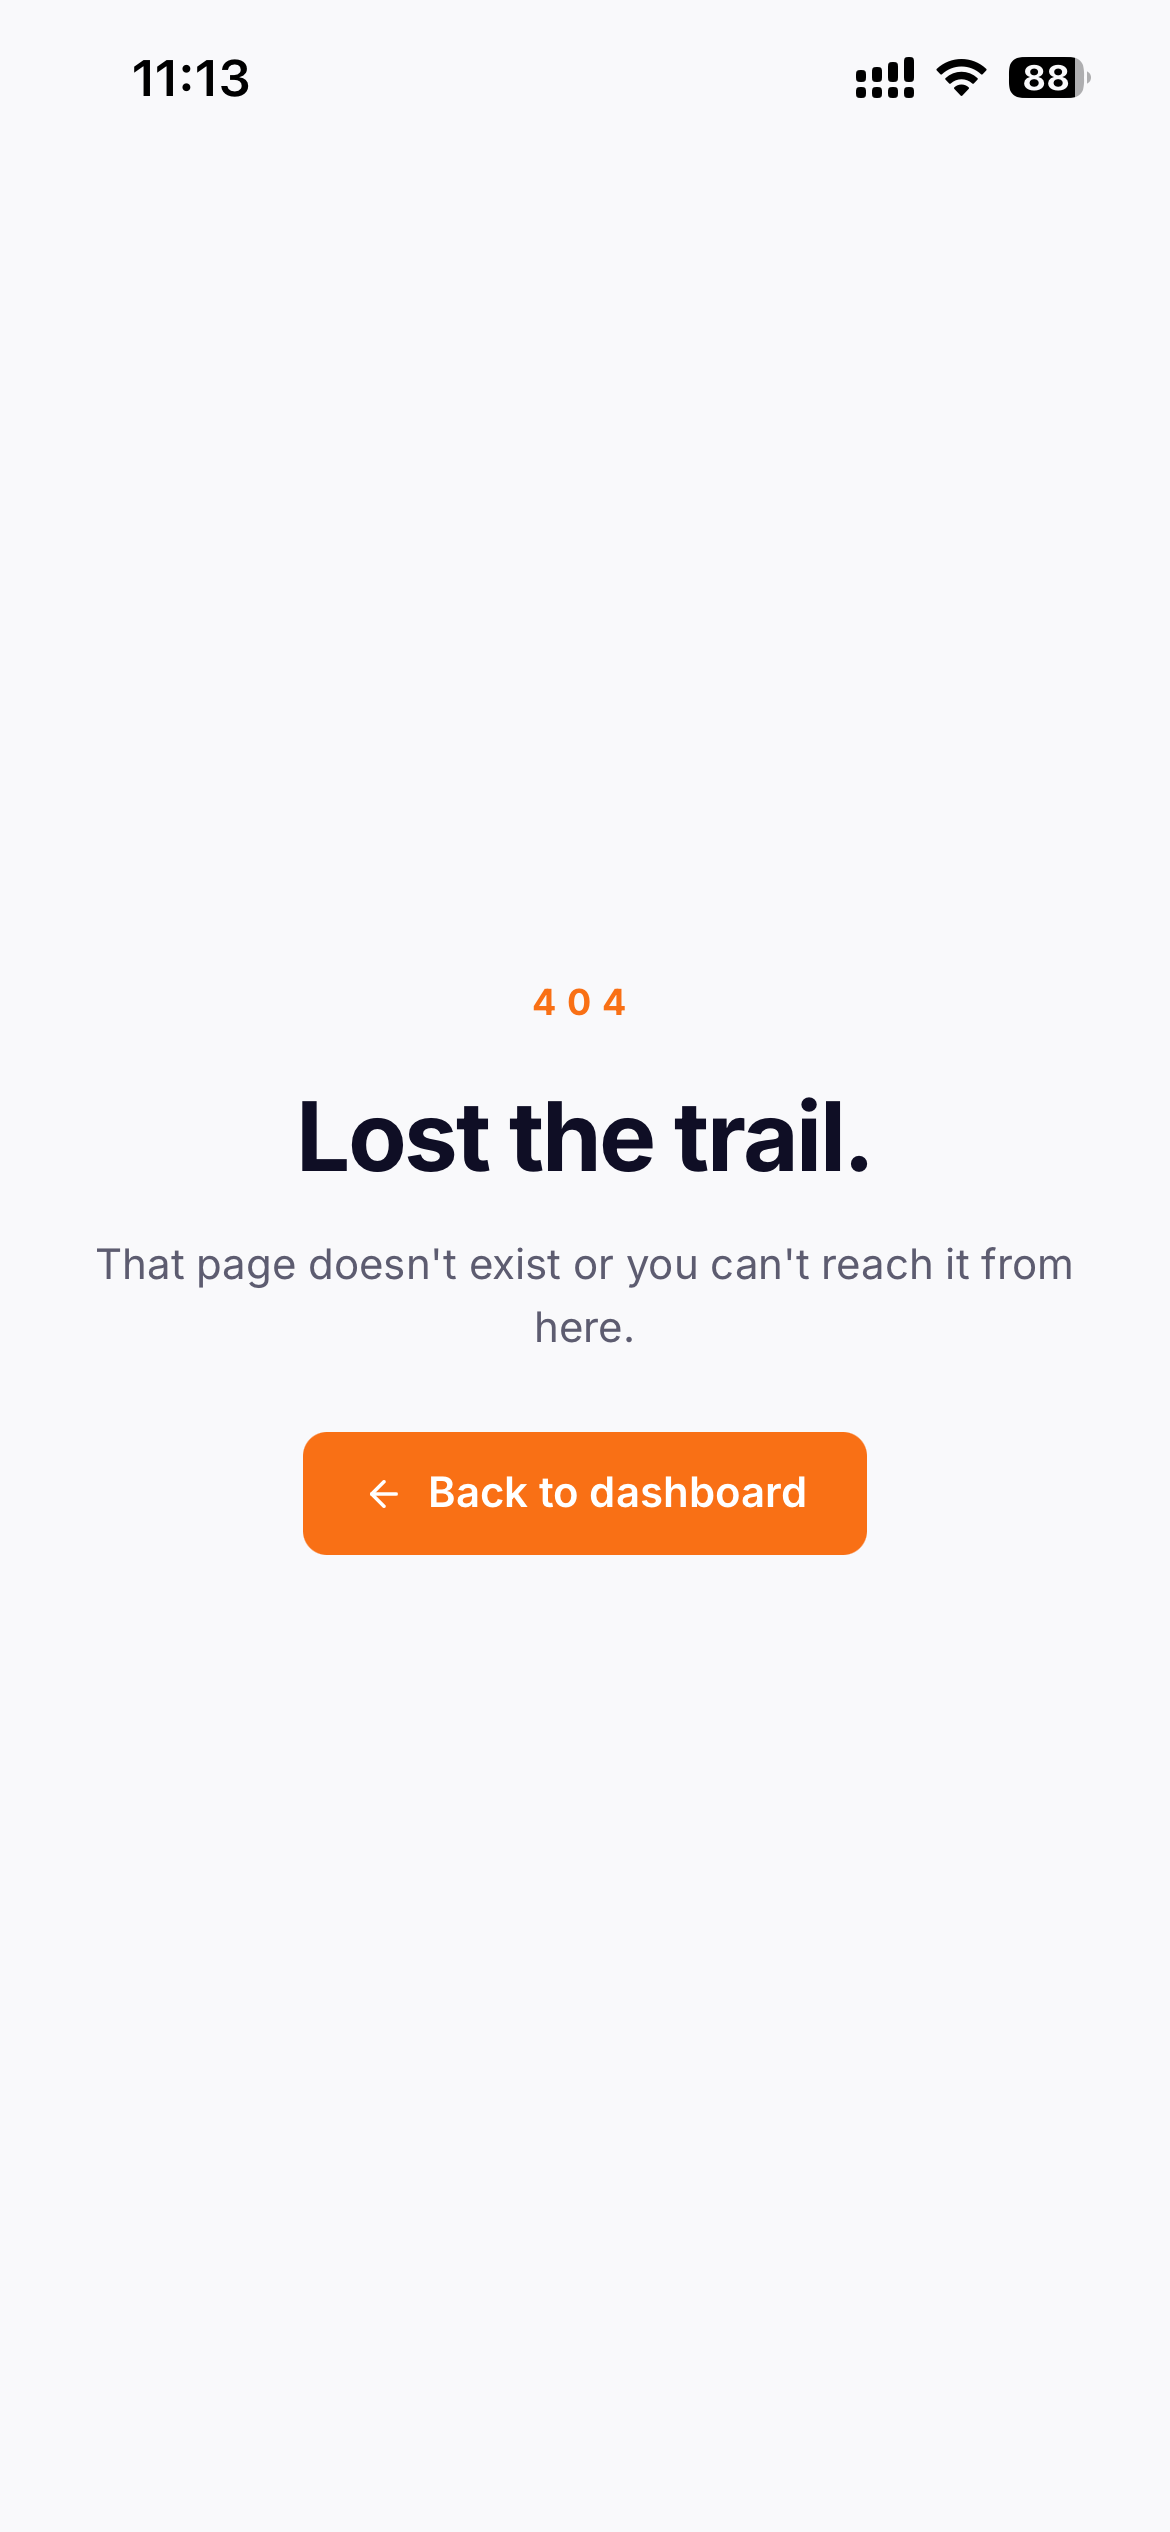 11:13
88
404
Lost the trail.
That page doesn't exist or you can't reach it from
here.
← Back to dashboard